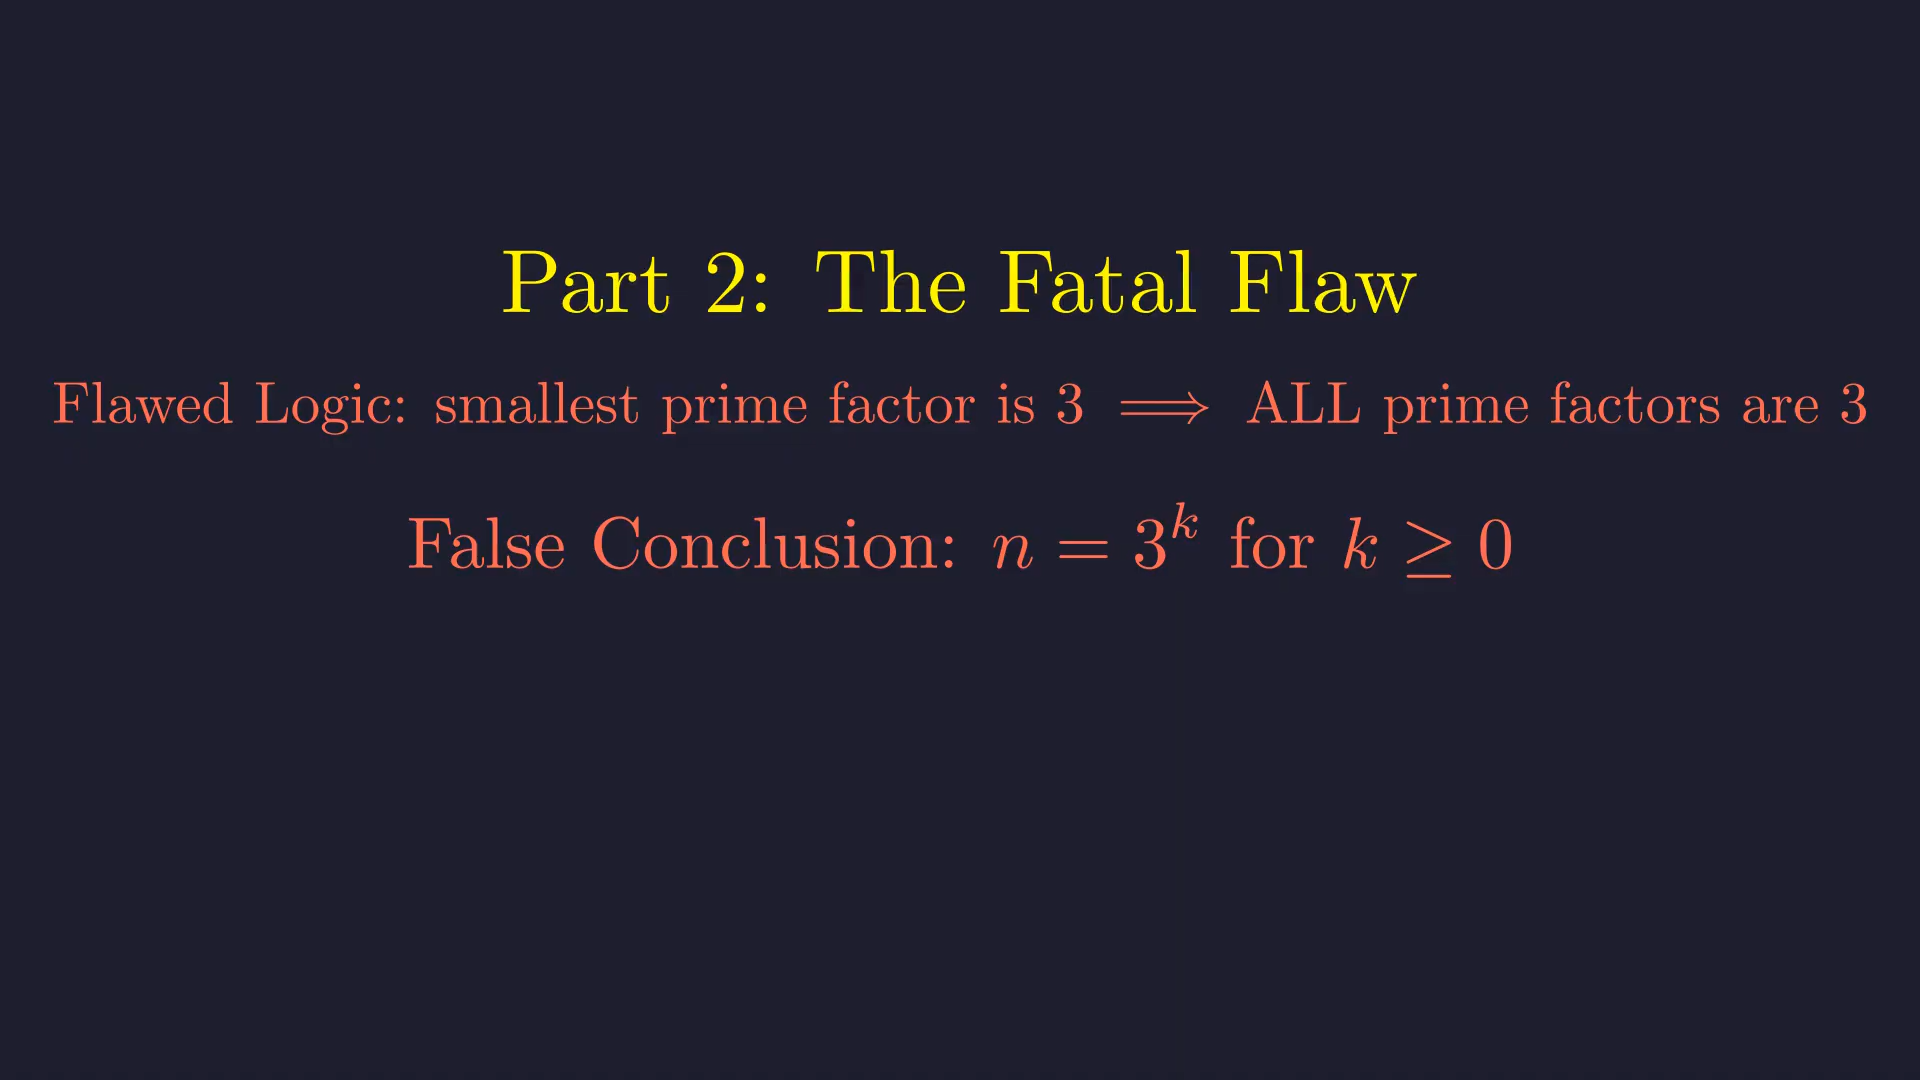 Part 2: The Fatal Flaw
Flawed Logic: smallest prime factor is 3 ⟹ ALL prime factors are 3
False Conclusion: n = 3^k for k ≥ 0